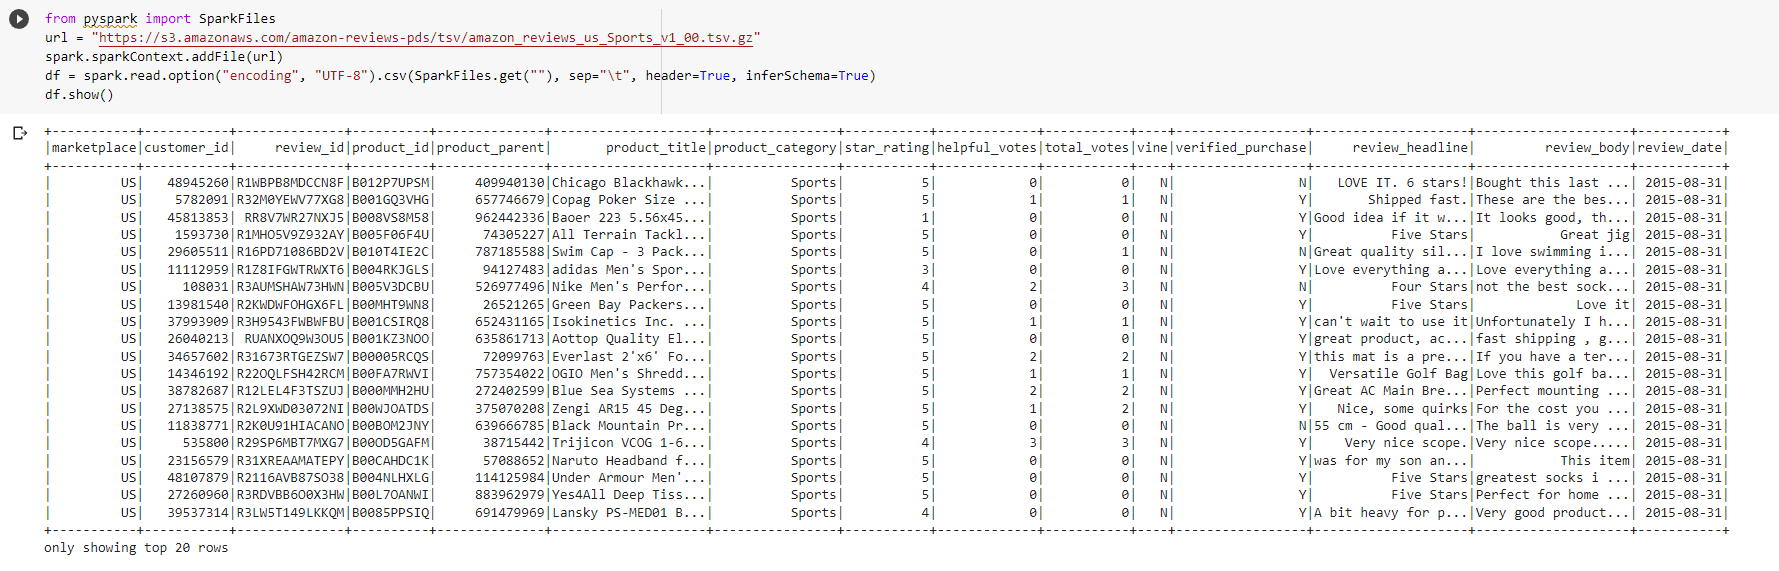 from pyspark import SparkFiles
url = "https://s3.amazonaws.com/amazon-reviews-pds/tsv/amazon_reviews_us_Sports_v1_00.tsv.gz"
spark.sparkContext.addFile(url)
df = spark.read.option("encoding", "UTF-8").csv(SparkFiles.get(""), sep="\t", header=True, inferSchema=True)
df.show()
+-----------+-----------+--------------+----------+--------------+--------------------+----------------+-----------+-------------+-----------+----+-----------------+--------------------+--------------------+-----------+
|marketplace|customer_id|     review_id|product_id|product_parent|       product_title|product_category|star_rating|helpful_votes|total_votes|vine|verified_purchase|     review_headline|         review_body|review_date|
+-----------+-----------+--------------+----------+--------------+--------------------+----------------+-----------+-------------+-----------+----+-----------------+--------------------+--------------------+-----------+
|         US|   48945260|R1WBPB8MDCCN8F|B012P7UPSM|     409940130|Chicago Blackhawk...|          Sports|          5|            0|          0|   N|                N|   LOVE IT. 6 stars!|Bought this last ...| 2015-08-31|
|         US|    5782091|R32M0YEWV77XG8|B001GQ3VHG|     657746679|Copag Poker Size ...|          Sports|          5|            1|          1|   N|                Y|       Shipped fast.|These are the bes...| 2015-08-31|
|         US|   45813853| RR8V7WR27NXJ5|B008VS8M58|     962442336|Baoer 223 5.56x45...|          Sports|          1|            0|          0|   N|                Y|Good idea if it w...|It looks good, th...| 2015-08-31|
|         US|    1593730|R1MHO5V9Z932AY|B005F06F4U|      74305227|All Terrain Tackl...|          Sports|          5|            0|          0|   N|                Y|          Five Stars|           Great jig| 2015-08-31|
|         US|   29605511|R16PD71086BD2V|B010T4IE2C|     787185588|Swim Cap - 3 Pack...|          Sports|          5|            0|          1|   N|                N|Great quality sil...|I love swimming i...| 2015-08-31|
|         US|   11112959|R1Z8IFGWTRWXT6|B004RKJGLS|      94127483|adidas Men's Spor...|          Sports|          3|            0|          0|   N|                Y|Love everything a...|Love everything a...| 2015-08-31|
|         US|     108031|R3AUMSHAW73HWN|B005V3DCBU|     526977496|Nike Men's Perfor...|          Sports|          4|            2|          3|   N|                N|          Four Stars|not the best sock...| 2015-08-31|
|         US|   13981540|R2KWDWFOHGX6FL|B00MHT9WN8|      26521265|Green Bay Packers...|          Sports|          5|            0|          0|   N|                Y|          Five Stars|             Love it| 2015-08-31|
|         US|   37993909|R3H9543FWBWFBU|B001CSIRQ8|     652431165|Isokinetics Inc. ...|          Sports|          5|            1|          1|   N|                Y|can't wait to use it|Unfortunately I h...| 2015-08-31|
|         US|   26040213| RUANXOQ9W3OU5|B001KZ3NOO|     635861713|Aottop Quality El...|          Sports|          5|            0|          0|   N|                Y|great product, ac...|fast shipping , g...| 2015-08-31|
|         US|   34657602|R31673RTGEZSW7|B00005RCQS|      72099763|Everlast 2'x6' Fo...|          Sports|          5|            2|          2|   N|                Y|this mat is a pre...|If you have a ter...| 2015-08-31|
|         US|   14346192|R22OQLFSH42RCM|B00FA7RWVI|     757354022|OGIO Men's Shredd...|          Sports|          5|            1|          1|   N|                Y|  Versatile Golf Bag|Love this golf ba...| 2015-08-31|
|         US|   38782687|R12LEL4F3TSZUJ|B000MMH2HU|     272402599|Blue Sea Systems ...|          Sports|          5|            2|          2|   N|                Y|Great AC Main Bre...|Perfect mounting ...| 2015-08-31|
|         US|   27138575|R2L9XWD03072NI|B00WJOATDS|     375070208|Zengi AR15 45 Deg...|          Sports|          5|            1|          2|   N|                Y|   Nice, some quirks|For the cost you ...| 2015-08-31|
|         US|   11838771|R2K0U91HIACANO|B00BOM2JNY|     639666785|Black Mountain Pr...|          Sports|          5|            0|          0|   N|                N|55 cm - Good qual...|The ball is very ...| 2015-08-31|
|         US|     535800|R29SP6MBT7MXG7|B00OD5GAFM|      38715442|Trijicon VCOG 1-6...|          Sports|          4|            3|          3|   N|                Y|    Very nice scope.|Very nice scope.....| 2015-08-31|
|         US|   23156579|R31XREAAMATEPY|B00CAHDC1K|      57088652|Naruto Headband f...|          Sports|          5|            0|          0|   N|                Y|was for my son an...|           This item| 2015-08-31|
|         US|   48107879|R2116AVB87SO38|B004NLHXLG|     114125984|Under Armour Men'...|          Sports|          5|            0|          0|   N|                Y|          Five Stars|greatest socks i ...| 2015-08-31|
|         US|   27260960|R3RDVBB6O0X3HW|B00L7OANWI|     883962979|Yes4All Deep Tiss...|          Sports|          5|            0|          0|   N|                Y|          Five Stars|Perfect for home ...| 2015-08-31|
|         US|   39537314|R3LW5T149LKKQM|B0085PPSIQ|     691479969|Lansky PS-MED01 B...|          Sports|          4|            0|          0|   N|                Y|A bit heavy for p...|Very good product...| 2015-08-31|
+-----------+-----------+--------------+----------+--------------+--------------------+----------------+-----------+-------------+-----------+----+-----------------+--------------------+--------------------+-----------+
only showing top 20 rows